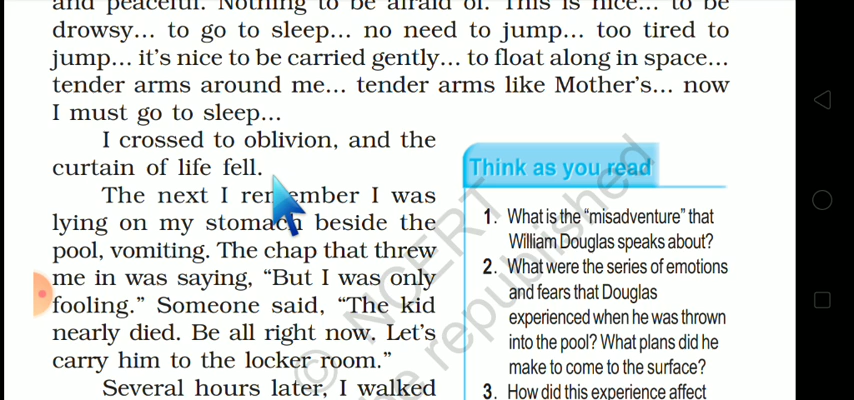 and peaceful. Nothing to be afraid of. This is nice... to be
drowsy... to go to sleep... no need to jump... too tired to
jump... it's nice to be carried gently... to float along in space...
tender arms around me... tender arms like Mother's... now
I must go to sleep...
I crossed to oblivion, and the
curtain of life fell.
The next I remember I was
lying on my stomach beside the
pool, vomiting. The chap that threw
me in was saying, “But I was only
fooling.” Someone said, “The kid
nearly died. Be all right now. Let's
carry him to the locker room.”
Several hours later, I walked
Think as you read
1. What is the “misadventure” that
William Douglas speaks about?
2. What were the series of emotions
and fears that Douglas
experienced when he was thrown
into the pool? What plans did he
make to come to the surface?
3. How did this experience affect
© NCERT
be republished